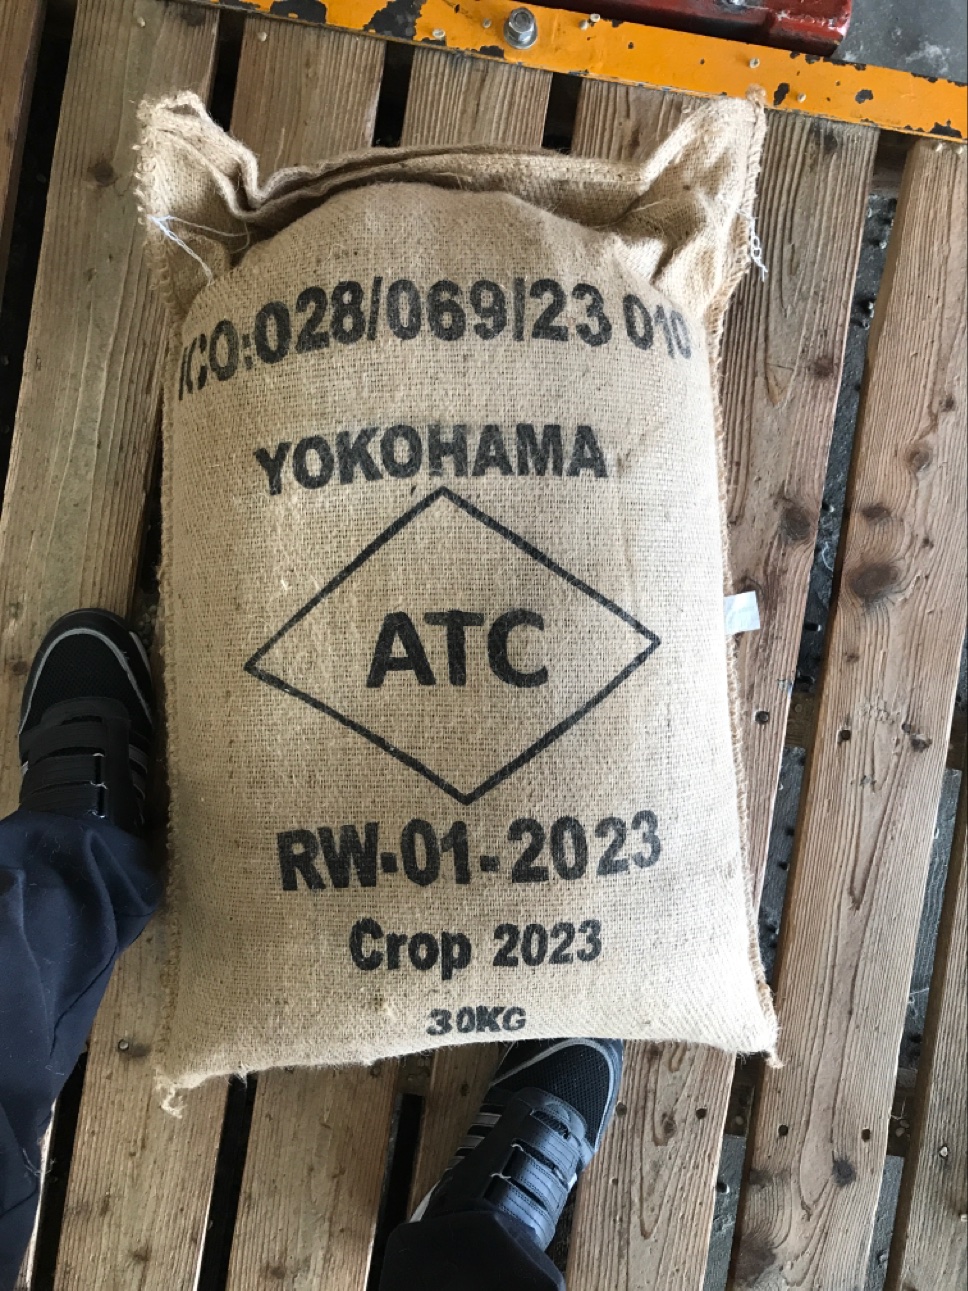 ICO:028/069/23 010
YOKOHAMA
ATC
RW-01-2023
Crop 2023
30KG